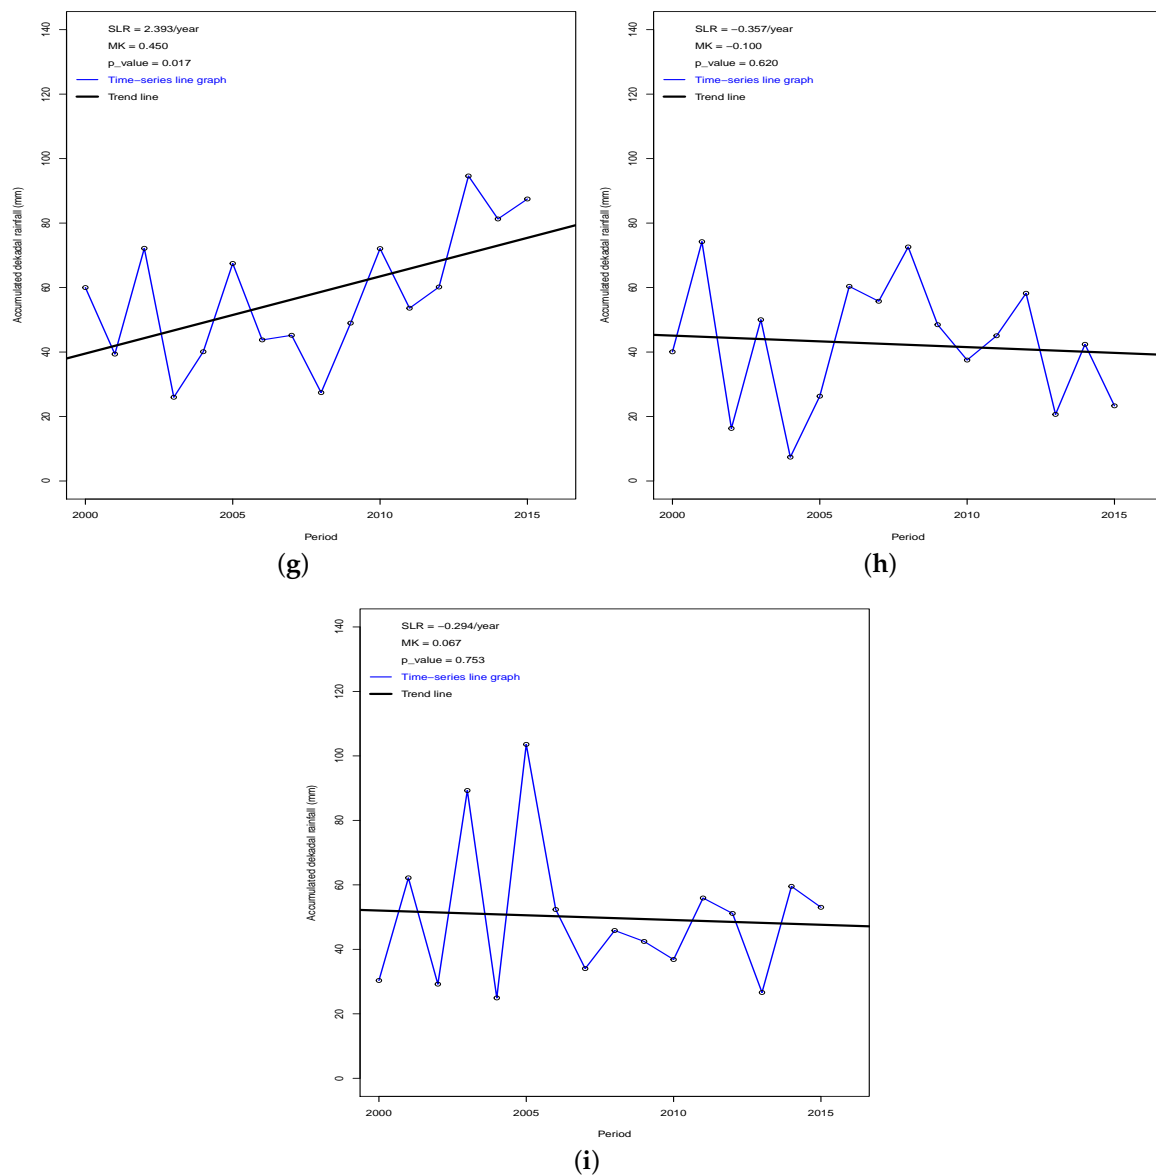 SLR = 2.393/year
MK = 0.450
p_value = 0.017
Time−series line graph
Trend line
Accumulated dekadal rainfall (mm)
0
20
40
60
80
100
120
140
2000
2005
2010
2015
Period
(g)
SLR = −0.357/year
MK = −0.100
p_value = 0.620
Time−series line graph
Trend line
Accumulated dekadal rainfall (mm)
0
20
40
60
80
100
120
140
2000
2005
2010
2015
Period
(h)
SLR = −0.294/year
MK = 0.067
p_value = 0.753
Time−series line graph
Trend line
Accumulated dekadal rainfall (mm)
0
20
40
60
80
100
120
140
2000
2005
2010
2015
Period
(i)